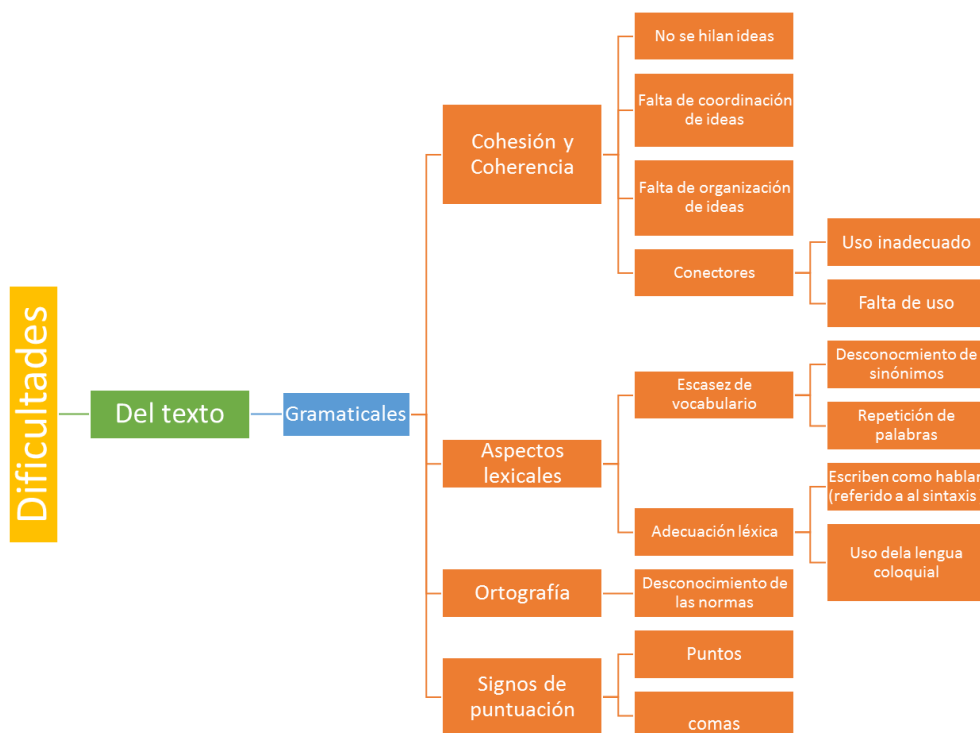 Dificultades
Del texto
Gramaticales
Cohesión y
Coherencia
No se hilan ideas
Falta de coordinación
de ideas
Falta de organización
de ideas
Conectores
Uso inadecuado
Falta de uso
Aspectos
lexicales
Escasez de
vocabulario
Desconocmiento de
sinónimos
Repetición de
palabras
Adecuación léxica
Escriben como hablan
(referido a al sintaxis
Uso dela lengua
coloquial
Ortografía
Desconocimiento de
las normas
Signos de
puntuación
Puntos
comas